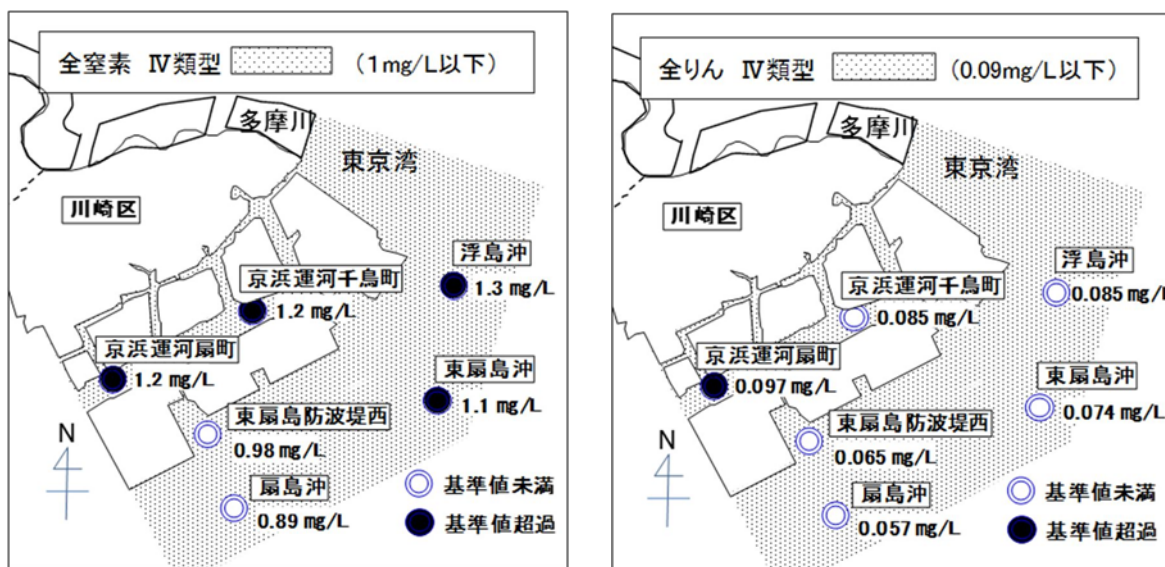 全窒素 Ⅳ類型 (1mg/L以下)
多摩川
東京湾
川崎区
浮島沖
1.3 mg/L
京浜運河千鳥町
1.2 mg/L
京浜運河扇町
1.2 mg/L
東扇島沖
1.1 mg/L
東扇島防波堤西
0.98 mg/L
扇島沖
0.89 mg/L
N
基準値未満
基準値超過
全りん Ⅳ類型 (0.09mg/L以下)
多摩川
東京湾
川崎区
浮島沖
0.085 mg/L
京浜運河千鳥町
0.085 mg/L
京浜運河扇町
0.097 mg/L
東扇島沖
0.074 mg/L
東扇島防波堤西
0.065 mg/L
扇島沖
0.057 mg/L
N
基準値未満
基準値超過